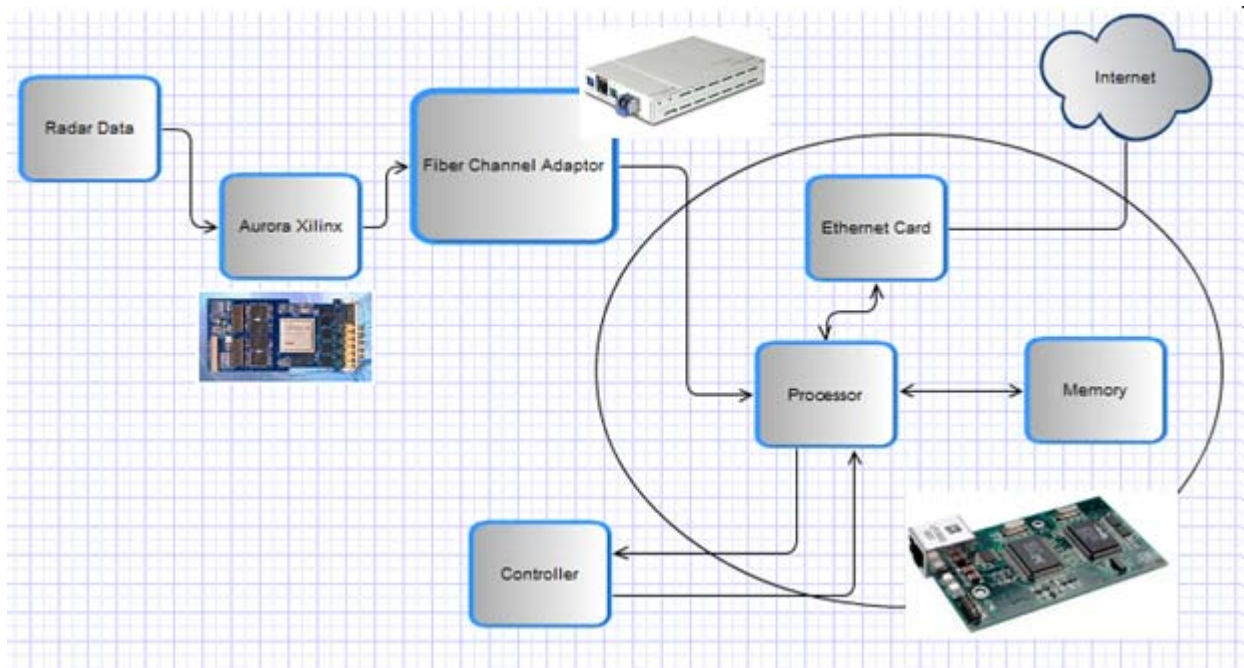 Radar Data
Aurora Xilinx
Fiber Channel Adaptor
Internet
Ethernet Card
Processor
Memory
Controller